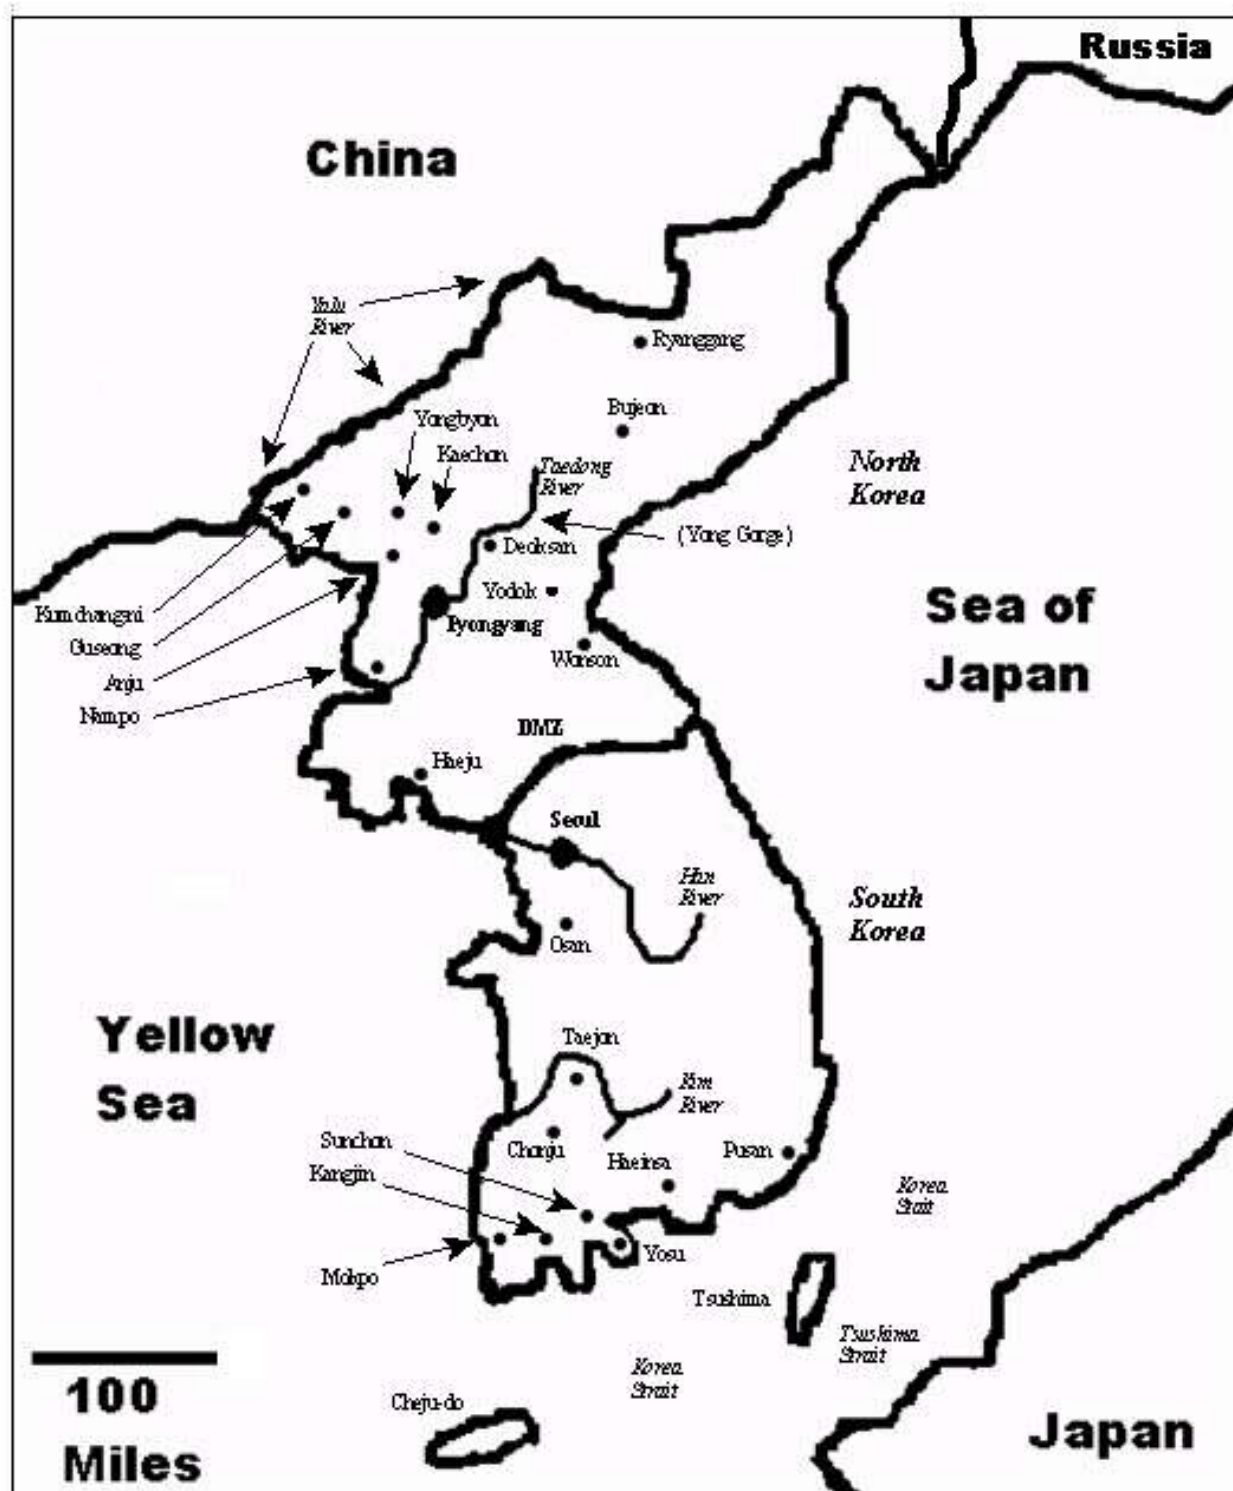 Russia
China
Yalu
River
Ryanggang
Bujeon
Yongbyon
Kaechon
Taedong
River
North
Korea
(Yong Gorge)
Deoksan
Kumchangni
Yodok
Sea of
Japan
Pyongyang
Guseong
Wonson
Anju
Nampo
DMZ
Haeju
Seoul
Han
River
South
Korea
Osan
Yellow
Sea
Taejon
River
Sunchon
Chonju
Haeinsa
Pusan
Kangjin
Korea
Strait
Yosu
Mokpo
Tsushima
Tsushima
Strait
Korea
Strait
100
Miles
Cheju-do
Japan